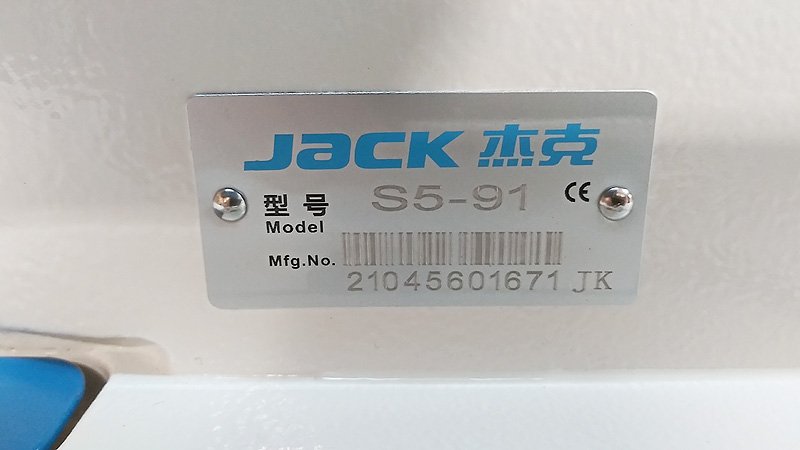 JACK 杰克
型号 S5-91 CE
Model
Mfg.No.
21045601671 JK